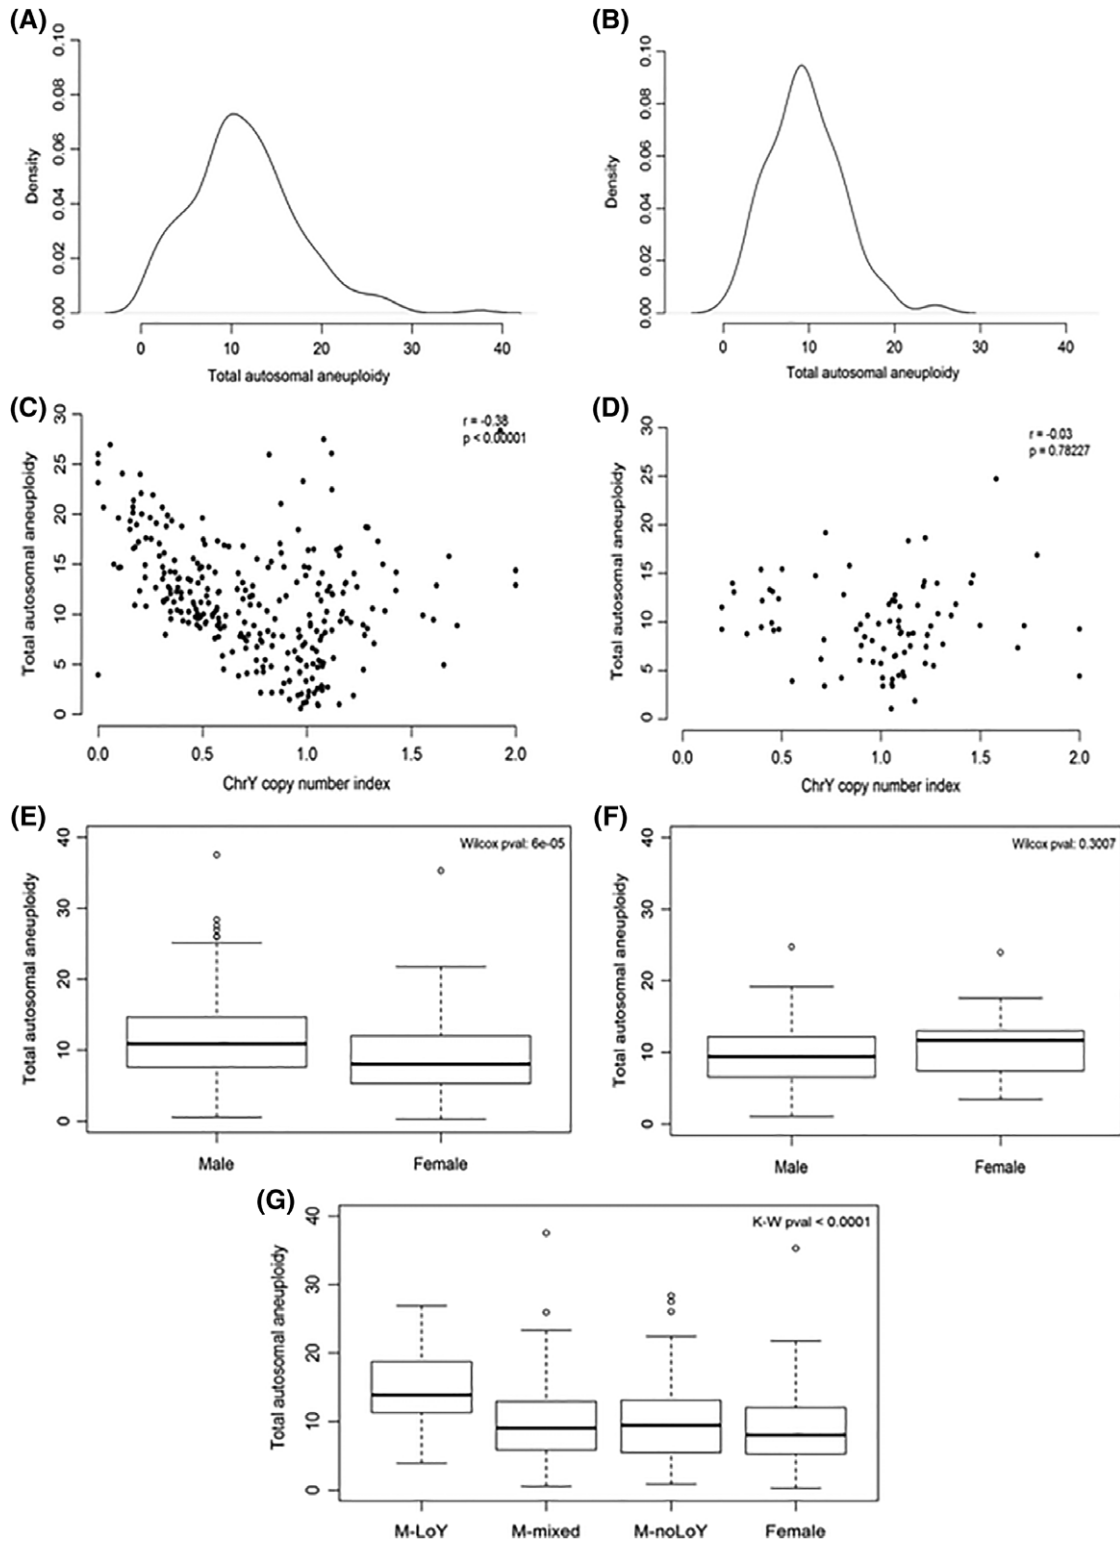 (A)
0.10
0.08
0.06
0.04
0.02
0.00
Density
0 10 20 30 40
Total autosomal aneuploidy
(B)
0.10
0.08
0.06
0.04
0.02
0.00
Density
0 10 20 30 40
Total autosomal aneuploidy
(C)
30
25
20
15
10
5
0
Total autosomal aneuploidy
r = -0.38
p < 0.00001
0.0 0.5 1.0 1.5 2.0
ChrY copy number index
(D)
30
25
20
15
10
5
0
Total autosomal aneuploidy
r = -0.03
p = 0.78227
0.0 0.5 1.0 1.5 2.0
ChrY copy number index
(E)
40
30
20
10
0
Total autosomal aneuploidy
Wilcox pval: 6e-05
Male Female
(F)
40
30
20
10
0
Total autosomal aneuploidy
Wilcox pval: 0.3007
Male Female
(G)
40
30
20
10
0
Total autosomal aneuploidy
K-W pval < 0.0001
M-LoY M-mixed M-noLoY Female